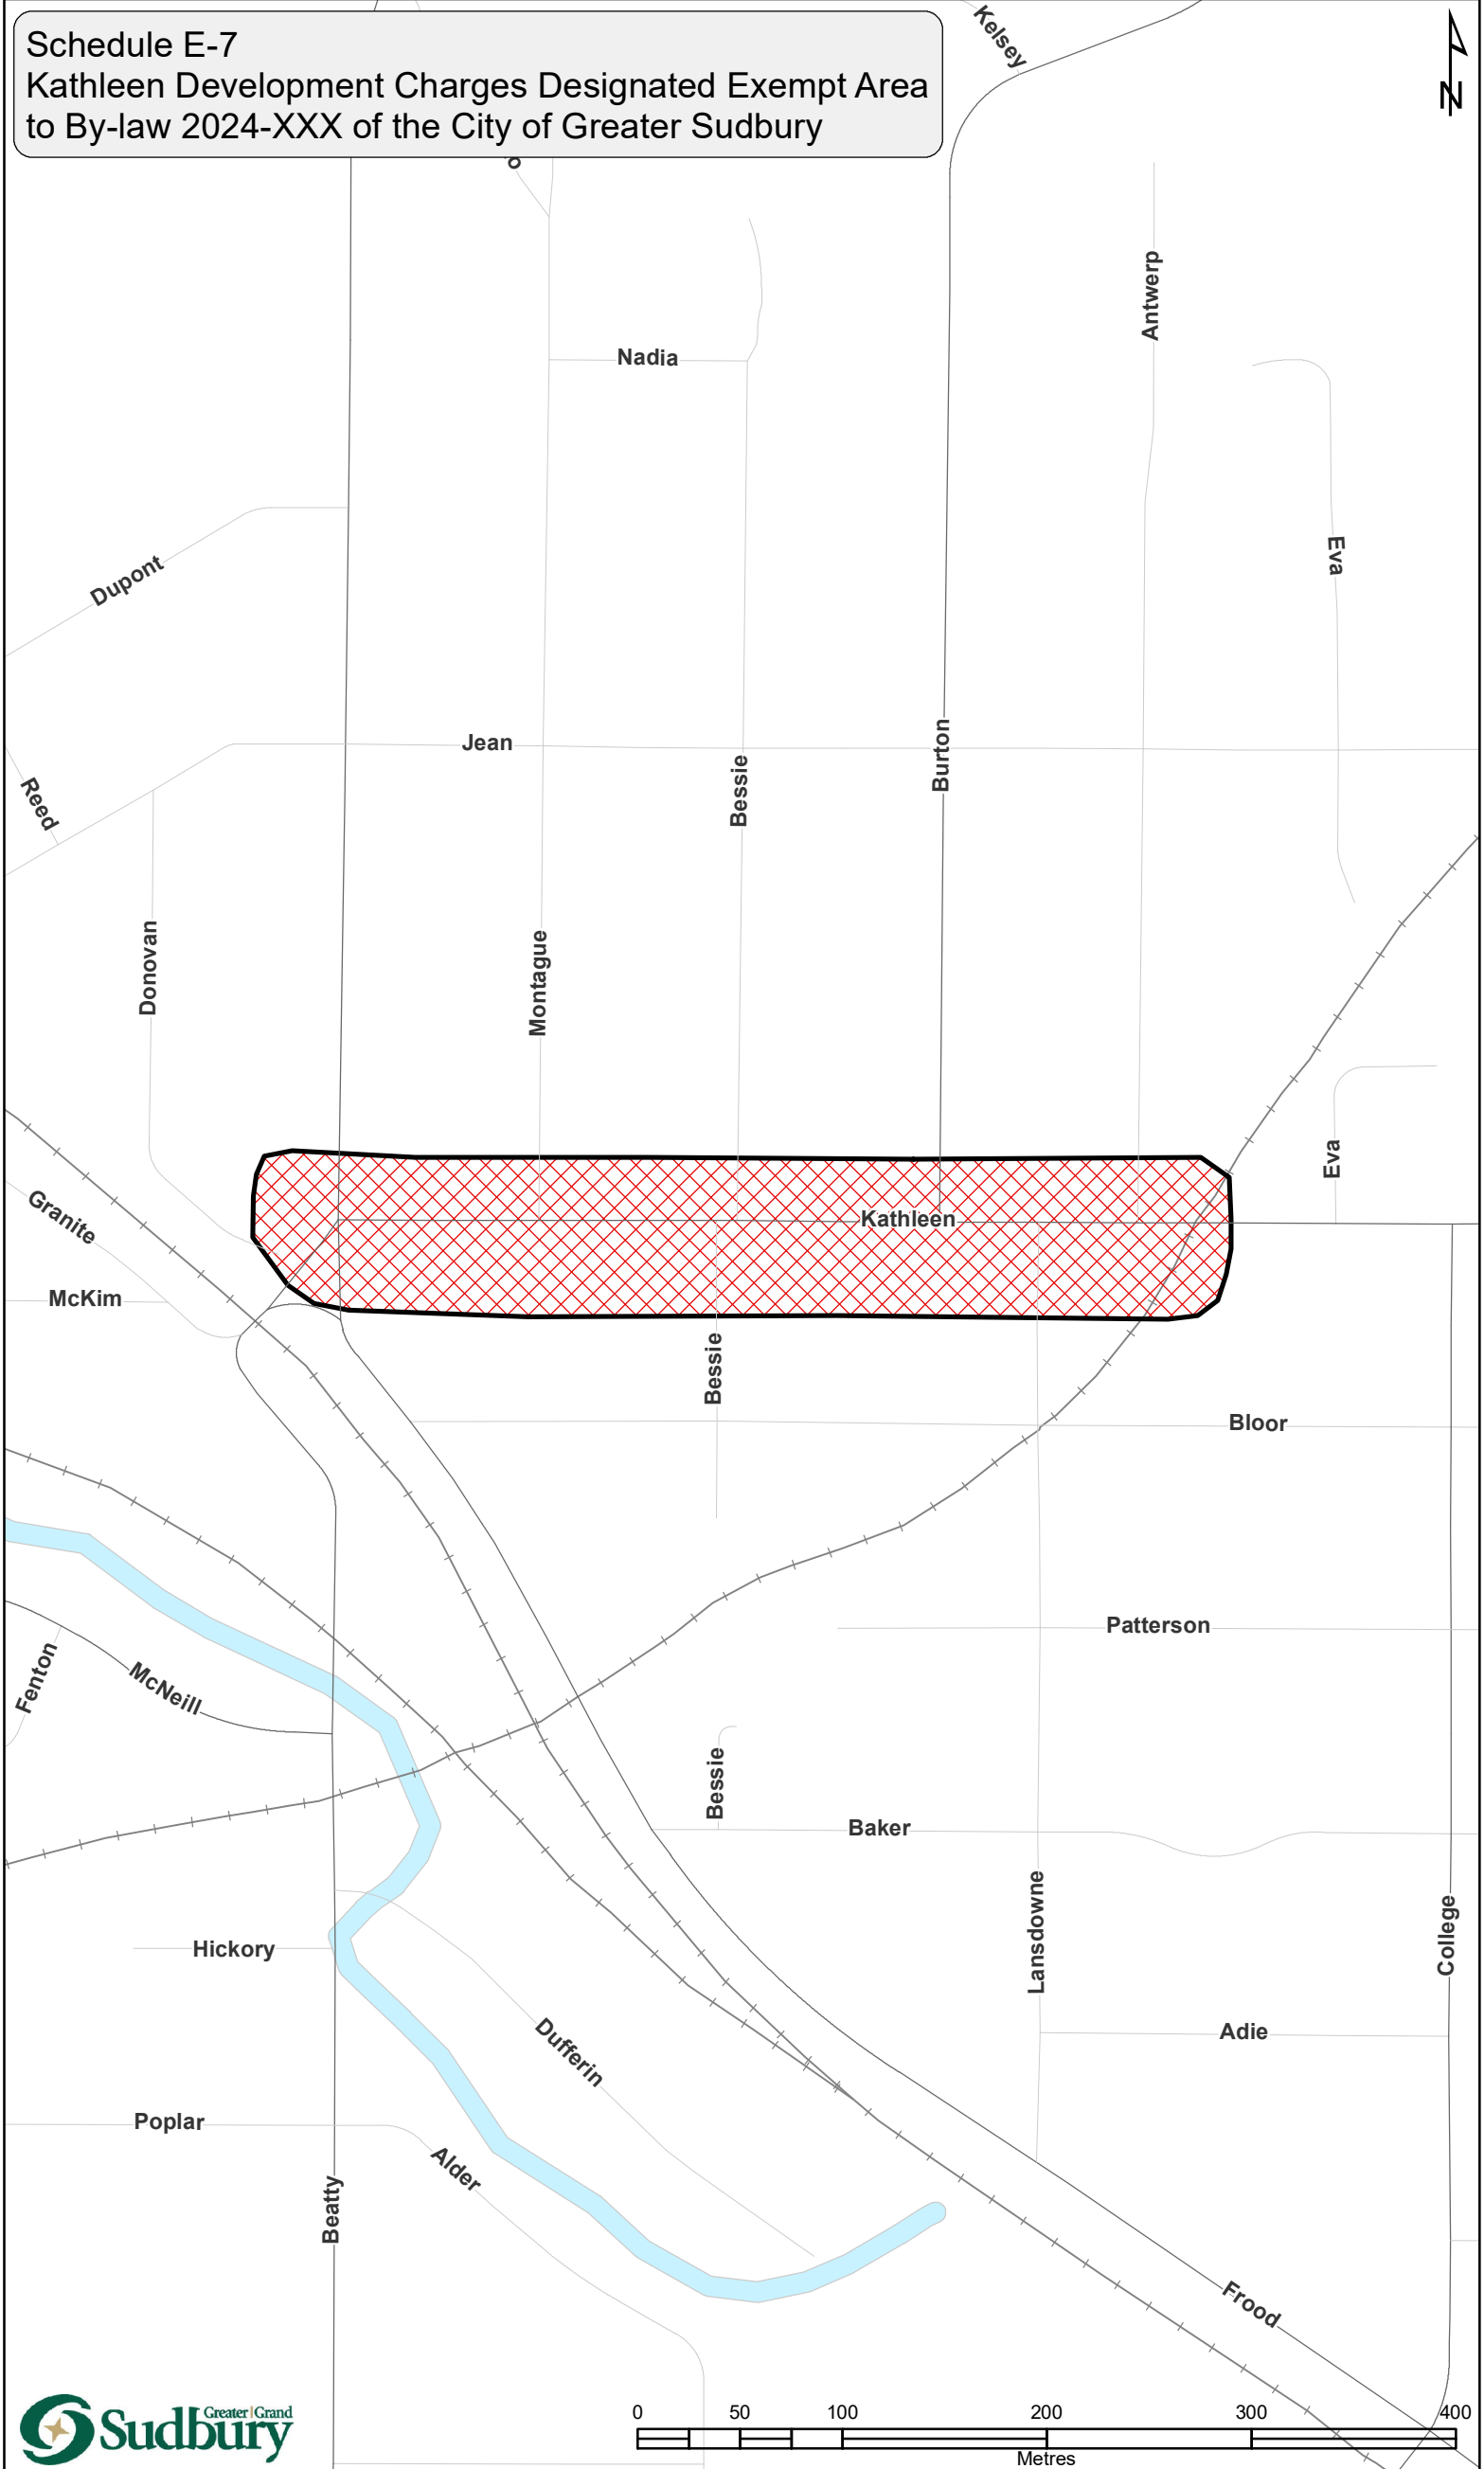 Schedule E-7
Kathleen Development Charges Designated Exempt Area
to By-law 2024-XXX of the City of Greater Sudbury
Kelsey
N
o
Antwerp
Nadia
Eva
Dupont
Jean
Burton
Bessie
Reed
Donovan
Montague
Eva
Granite
Kathleen
McKim
Bessie
Bloor
Patterson
Fenton
McNeill
Bessie
Baker
Lansdowne
College
Hickory
Dufferin
Adie
Poplar
Alder
Beatty
Frood
Greater|Grand
Sudbury
0 50 100 200 300 400
Metres